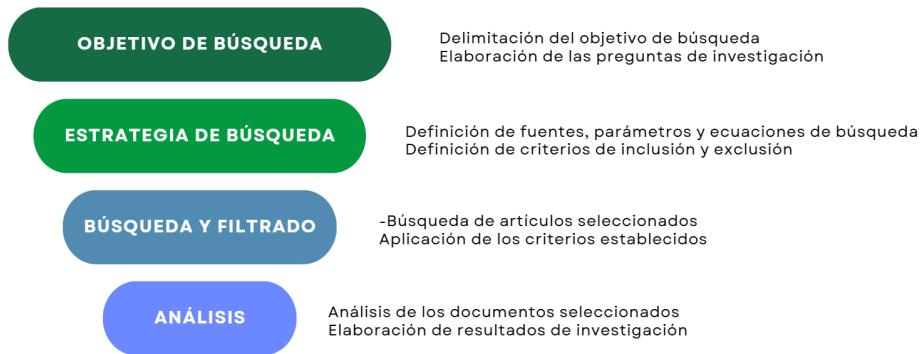 OBJETIVO DE BÚSQUEDA
Delimitación del objetivo de búsqueda
Elaboración de las preguntas de investigación
ESTRATEGIA DE BÚSQUEDA
Definición de fuentes, parámetros y ecuaciones de búsqueda
Definición de criterios de inclusión y exclusión
BÚSQUEDA Y FILTRADO
-Búsqueda de artículos seleccionados
Aplicación de los criterios establecidos
ANÁLISIS
Análisis de los documentos seleccionados
Elaboración de resultados de investigación